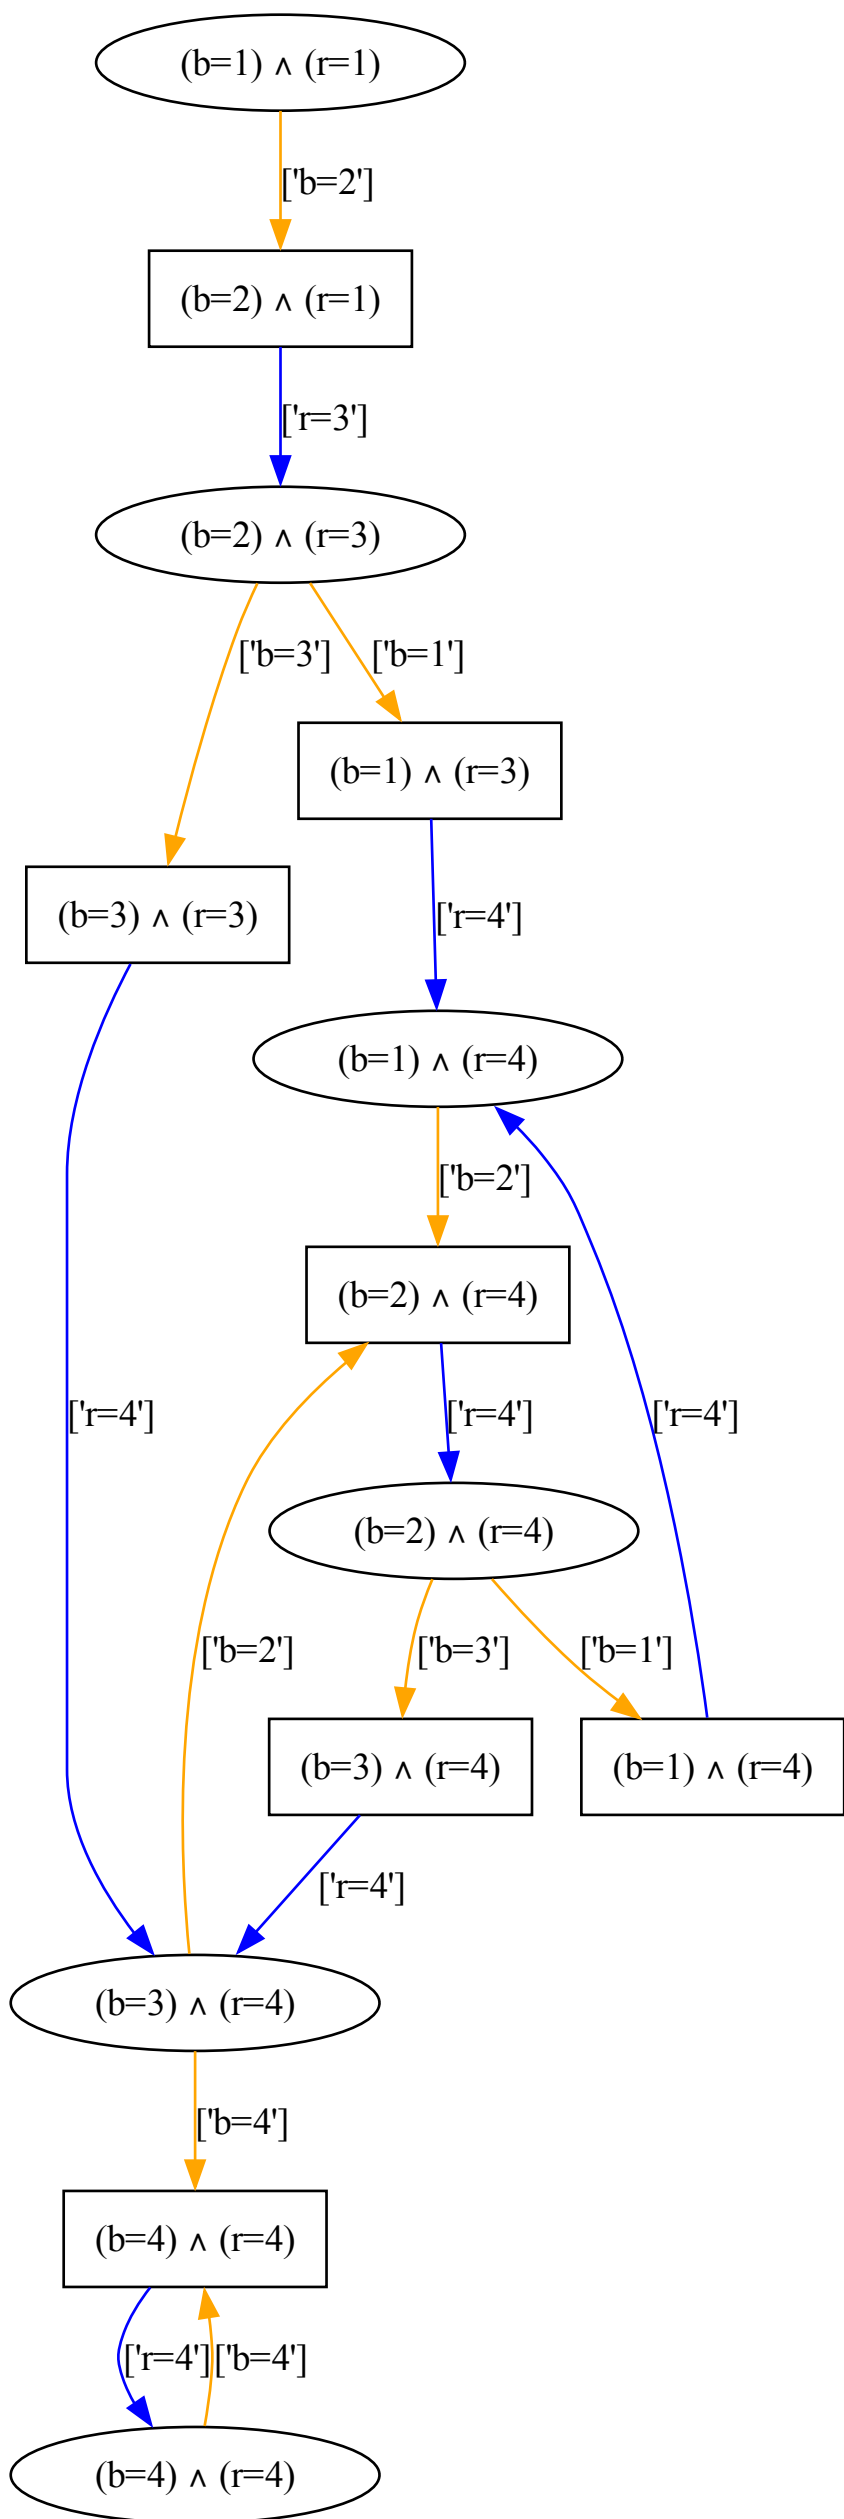 (b=1) ∧ (r=1)
['b=2']
(b=2) ∧ (r=1)
['r=3']
(b=2) ∧ (r=3)
['b=3']
['b=1']
(b=1) ∧ (r=3)
(b=3) ∧ (r=3)
['r=4']
(b=1) ∧ (r=4)
['b=2']
(b=2) ∧ (r=4)
['r=4']
['r=4']
['r=4']
(b=2) ∧ (r=4)
['b=2']
['b=3']
['b=1']
(b=3) ∧ (r=4)
(b=1) ∧ (r=4)
['r=4']
(b=3) ∧ (r=4)
['b=4']
(b=4) ∧ (r=4)
['r=4']
['b=4']
(b=4) ∧ (r=4)